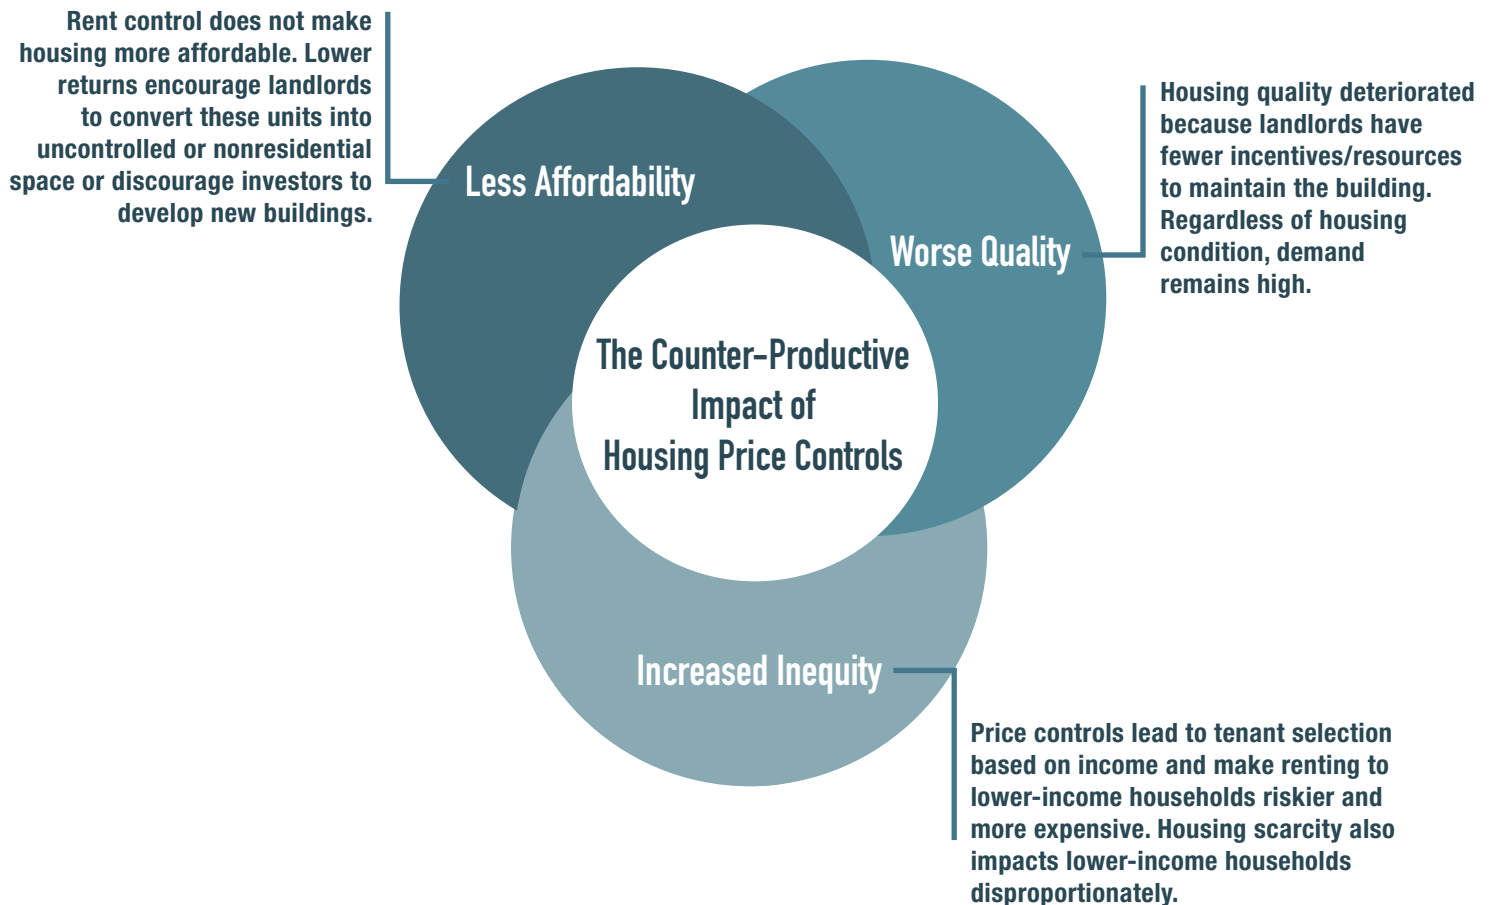 Rent control does not make
housing more affordable. Lower
returns encourage landlords
to convert these units into
uncontrolled or nonresidential
space or discourage investors to
develop new buildings.
Less Affordability
Housing quality deteriorated
because landlords have
fewer incentives/resources
to maintain the building.
Regardless of housing
condition, demand
remains high.
Worse Quality
The Counter-Productive
Impact of
Housing Price Controls
Increased Inequity
Price controls lead to tenant selection
based on income and make renting to
lower-income households riskier and
more expensive. Housing scarcity also
impacts lower-income households
disproportionately.